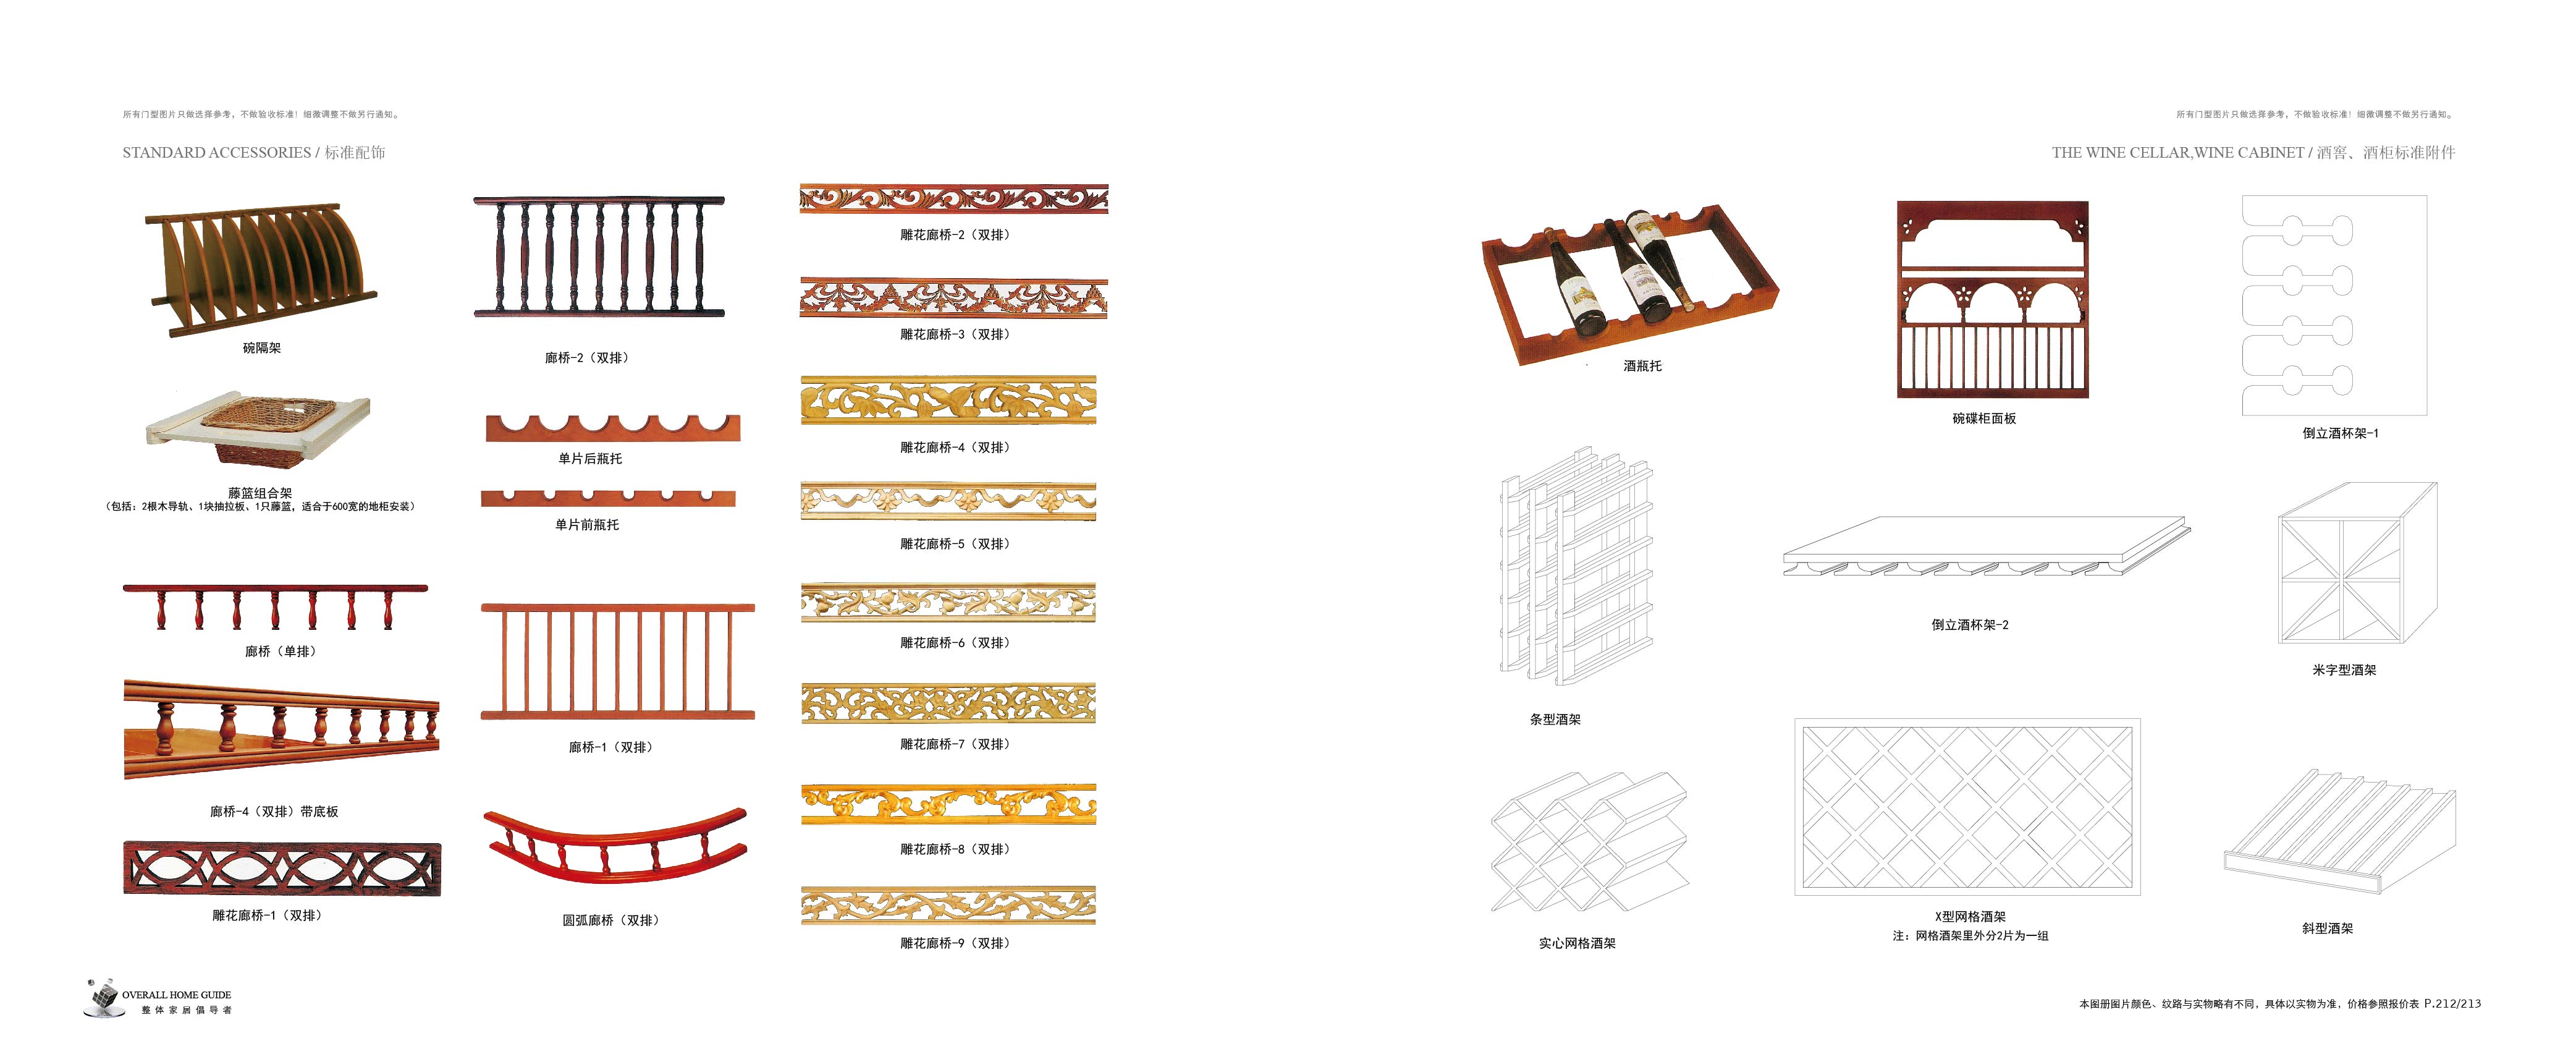 所有门型图片只做选择参考，不做验收标准！细微调整不做另行通知。
STANDARD ACCESSORIES / 标准配饰
碗隔架
藤篮组合架
（包括：2根木导轨、1块抽拉板、1只藤篮，适合于600宽的地柜安装）
廊桥（单排）
廊桥-4（双排）带底板
雕花廊桥-1（双排）
廊桥-2（双排）
单片后瓶托
单片前瓶托
廊桥-1（双排）
圆弧廊桥（双排）
雕花廊桥-2（双排）
雕花廊桥-3（双排）
雕花廊桥-4（双排）
雕花廊桥-5（双排）
雕花廊桥-6（双排）
雕花廊桥-7（双排）
雕花廊桥-8（双排）
雕花廊桥-9（双排）
OVERALL HOME GUIDE
整体家居倡导者
所有门型图片只做选择参考，不做验收标准！细微调整不做另行通知。
THE WINE CELLAR,WINE CABINET / 酒窖、酒柜标准附件
酒瓶托
碗碟柜面板
倒立酒杯架-1
条型酒架
倒立酒杯架-2
米字型酒架
实心网格酒架
X型网格酒架
注：网格酒架里外分2片为一组
斜型酒架
本图册图片颜色、纹路与实物略有不同，具体以实物为准，价格参照报价表 P.212/213